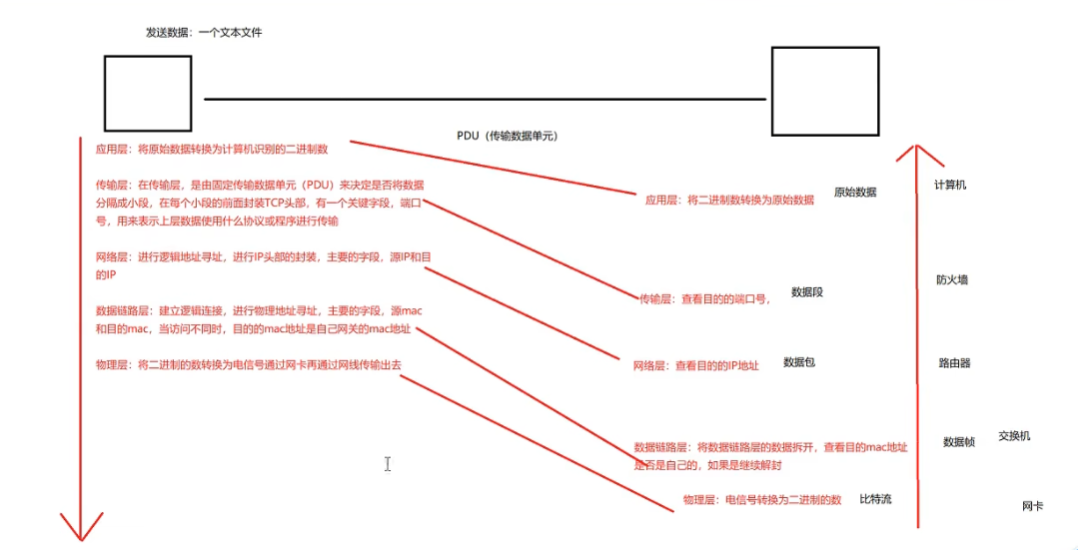 发送数据：一个文本文件
PDU（传输数据单元）
应用层：将原始数据转换为计算机识别的二进制数
传输层：在传输层，是由固定传输数据单元（PDU）来决定是否将数据
分隔成小段，在每个小段的前面封装TCP头部，有一个关键字段，端口
号，用来表示上层数据使用什么协议或程序进行传输
网络层：进行逻辑地址寻址，进行IP头部的封装，主要的字段，源IP和目
的IP
数据链路层：建立逻辑连接，进行物理地址寻址，主要的字段，源mac
和目的mac，当访问不同时，目的的mac地址是自己网关的mac地址
物理层：将二进制的数转换为电信号通过网卡再通过网线传输出去
应用层：将二进制数转换为原始数据
原始数据
计算机
传输层：查看目的的端口号，
数据段
防火墙
网络层：查看目的的IP地址
数据包
路由器
数据链路层：将数据链路层的数据拆开，查看目的mac地址
是否是自己的，如果是继续解封
数据帧
交换机
物理层：电信号转换为二进制的数
比特流
网卡